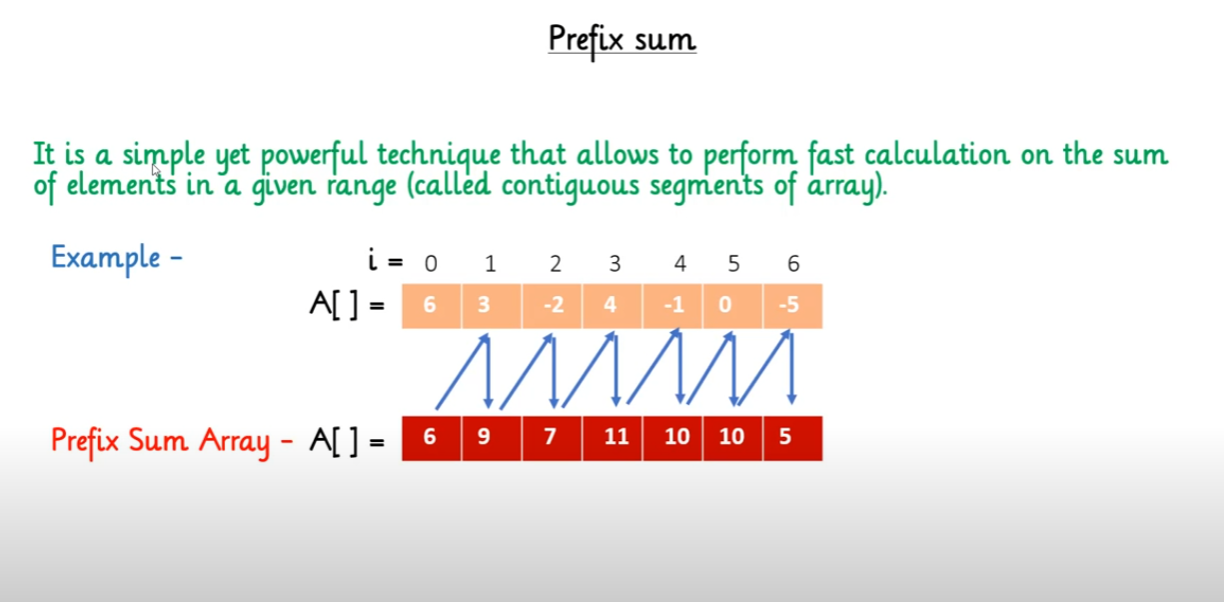 Prefix sum
It is a simple yet powerful technique that allows to perform fast calculation on the sum
of elements in a given range (called contiguous segments of array).
Example - i = 0 1 2 3 4 5 6
A[ ] = 6 3 -2 4 -1 0 -5
Prefix Sum Array - A[ ] = 6 9 7 11 10 10 5